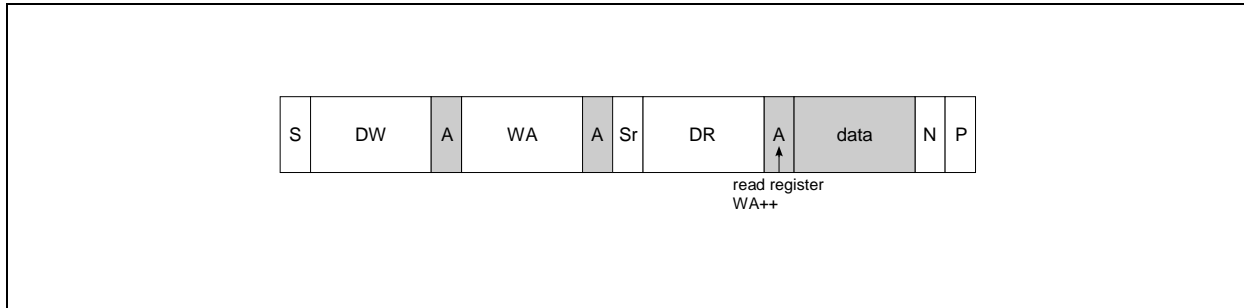 S DW A WA A Sr DR A data N P
read register
WA++